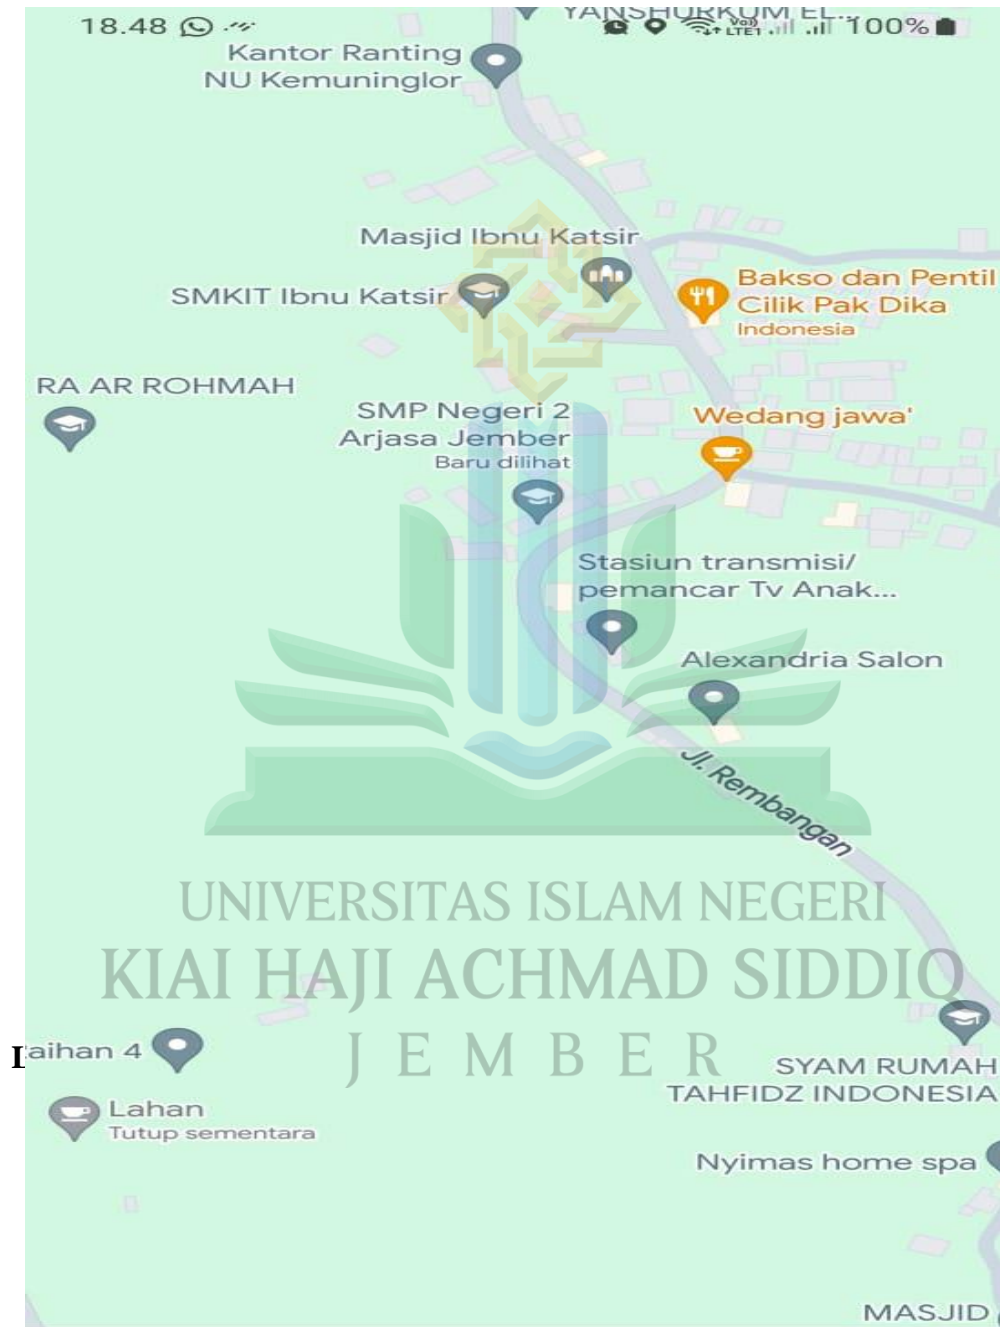 YANSHURKUM EL...
18.48
LTE1
100%
Kantor Ranting
NU Kemuninglor
Masjid Ibnu Katsir
SMKIT Ibnu Katsir
Bakso dan Pentil
Cilik Pak Dika
Indonesia
RA AR ROHMAH
SMP Negeri 2
Arjasa Jember
Baru dilihat
Wedang jawa'
Stasiun transmisi/
pemancar Tv Anak...
Alexandria Salon
Jl. Rembangan
UNIVERSITAS ISLAM NEGERI
KIAI HAJI ACHMAD SIDDIQ
JEMBER
aihan 4
SYAM RUMAH
TAHFIDZ INDONESIA
Lahan
Tutup sementara
Nyimas home spa
MASJID